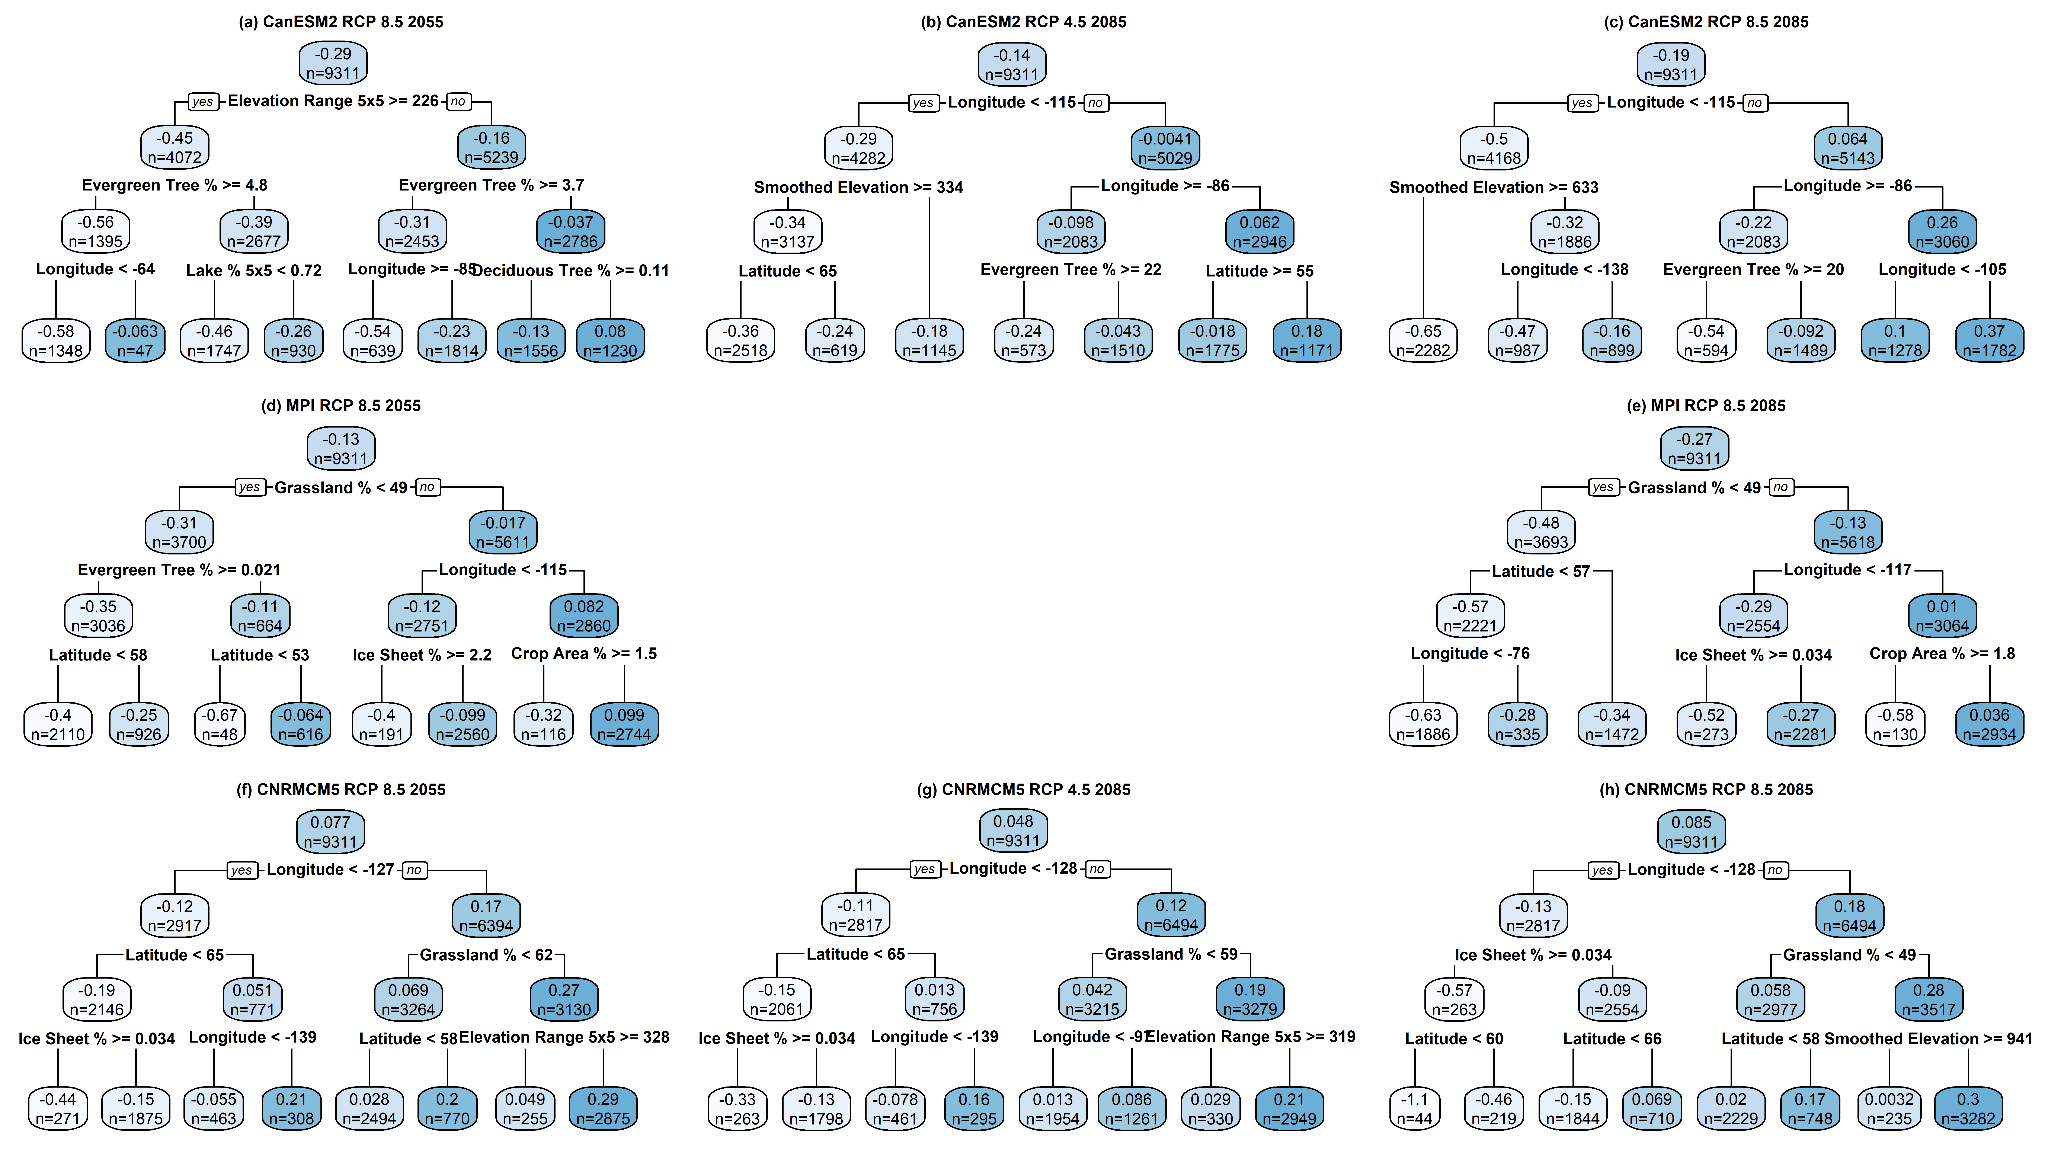 (a) CanESM2 RCP 8.5 2055
-0.29
n=9311
yes Elevation Range 5x5 >= 226 no
-0.45
n=4072
-0.16
n=5239
Evergreen Tree % >= 4.8
Evergreen Tree % >= 3.7
-0.56
n=1395
-0.39
n=2677
-0.31
n=2453
-0.037
n=2786
Longitude < -64
Lake % 5x5 < 0.72
Longitude >= -85
Deciduous Tree % >= 0.11
-0.58
n=1348
-0.063
n=47
-0.46
n=1747
-0.26
n=930
-0.54
n=639
-0.23
n=1814
-0.13
n=1556
0.08
n=1230
(b) CanESM2 RCP 4.5 2085
-0.14
n=9311
yes Longitude < -115 no
-0.29
n=4282
-0.0041
n=5029
Smoothed Elevation >= 334
Longitude >= -86
-0.34
n=3137
-0.098
n=2083
0.062
n=2946
Latitude < 65
Evergreen Tree % >= 22
Latitude >= 55
-0.36
n=2518
-0.24
n=619
-0.18
n=1145
-0.24
n=573
-0.043
n=1510
-0.018
n=1775
0.18
n=1171
(c) CanESM2 RCP 8.5 2085
-0.19
n=9311
yes Longitude < -115 no
-0.5
n=4168
0.064
n=5143
Smoothed Elevation >= 633
Longitude >= -86
-0.32
n=1886
-0.22
n=2083
0.26
n=3060
Longitude < -138
Evergreen Tree % >= 20
Longitude < -105
-0.65
n=2282
-0.47
n=987
-0.16
n=899
-0.54
n=594
-0.092
n=1489
0.1
n=1278
0.37
n=1782
(d) MPI RCP 8.5 2055
-0.13
n=9311
yes Grassland % < 49 no
-0.31
n=3700
-0.017
n=5611
Evergreen Tree % >= 0.021
Longitude < -115
-0.35
n=3036
-0.11
n=664
-0.12
n=2751
0.082
n=2860
Latitude < 58
Latitude < 53
Ice Sheet % >= 2.2
Crop Area % >= 1.5
-0.4
n=2110
-0.25
n=926
-0.67
n=48
-0.064
n=616
-0.4
n=191
-0.099
n=2560
-0.32
n=116
0.099
n=2744
(e) MPI RCP 8.5 2085
-0.27
n=9311
yes Grassland % < 49 no
-0.48
n=3693
-0.13
n=5618
Latitude < 57
Longitude < -117
-0.57
n=2221
-0.29
n=2554
0.01
n=3064
Longitude < -76
Ice Sheet % >= 0.034
Crop Area % >= 1.8
-0.63
n=1886
-0.28
n=335
-0.34
n=1472
-0.52
n=273
-0.27
n=2281
-0.58
n=130
0.036
n=2934
(f) CNRMCM5 RCP 8.5 2055
0.077
n=9311
yes Longitude < -127 no
-0.12
n=2917
0.17
n=6394
Latitude < 65
Grassland % < 62
-0.19
n=2146
0.051
n=771
0.069
n=3264
0.27
n=3130
Ice Sheet % >= 0.034
Longitude < -139
Latitude < 58
Elevation Range 5x5 >= 328
-0.44
n=271
-0.15
n=1875
-0.055
n=463
0.21
n=308
0.028
n=2494
0.2
n=770
0.049
n=255
0.29
n=2875
(g) CNRMCM5 RCP 4.5 2085
0.048
n=9311
yes Longitude < -128 no
-0.11
n=2817
0.12
n=6494
Latitude < 65
Grassland % < 59
-0.15
n=2061
0.013
n=756
0.042
n=3215
0.19
n=3279
Ice Sheet % >= 0.034
Longitude < -139
Longitude <
Elevation Range 5x5 >= 319
-0.33
n=263
-0.13
n=1798
-0.078
n=461
0.16
n=295
0.013
n=1954
0.086
n=1261
0.029
n=330
0.21
n=2949
(h) CNRMCM5 RCP 8.5 2085
0.085
n=9311
yes Longitude < -128 no
-0.13
n=2817
0.18
n=6494
Ice Sheet % >= 0.034
Grassland % < 49
-0.57
n=263
-0.09
n=2554
0.058
n=2977
0.28
n=3517
Latitude < 60
Latitude < 66
Latitude < 58
Smoothed Elevation >= 941
-1.1
n=44
-0.46
n=219
-0.15
n=1844
0.069
n=710
0.02
n=2229
0.17
n=748
0.0032
n=235
0.3
n=3282